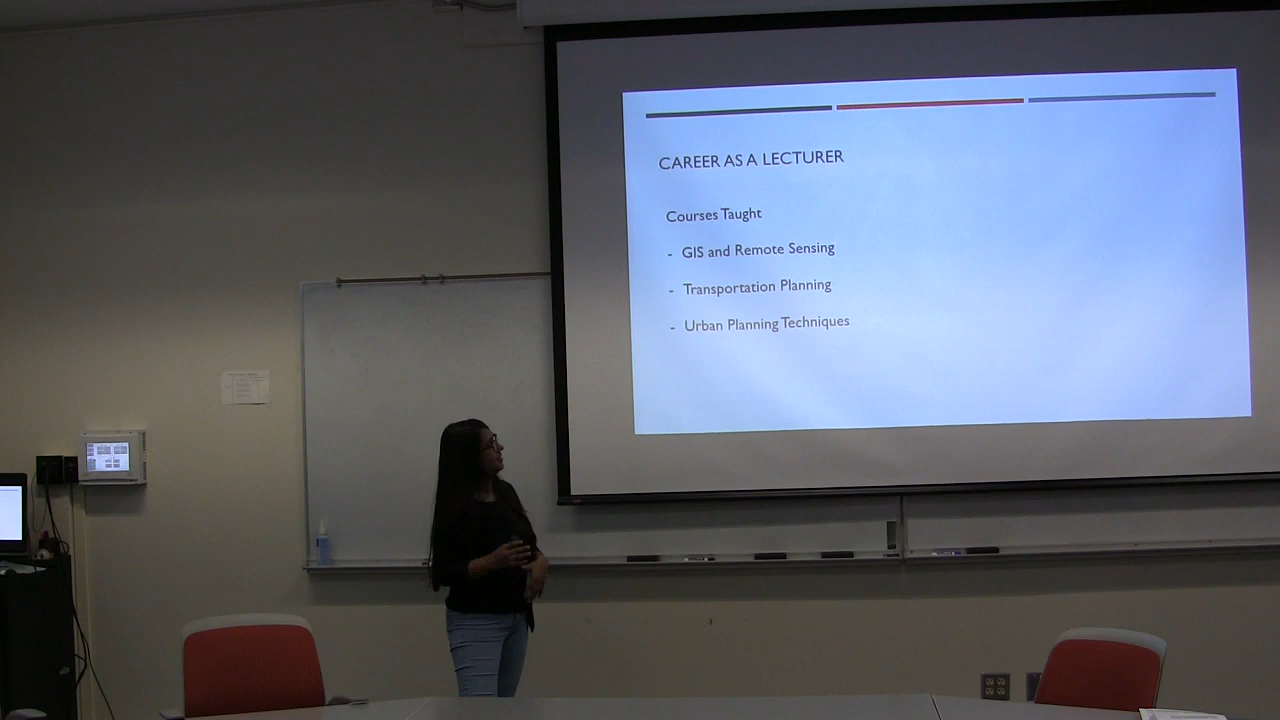 CAREER AS A LECTURER
Courses Taught
- GIS and Remote Sensing
- Transportation Planning
- Urban Planning Techniques